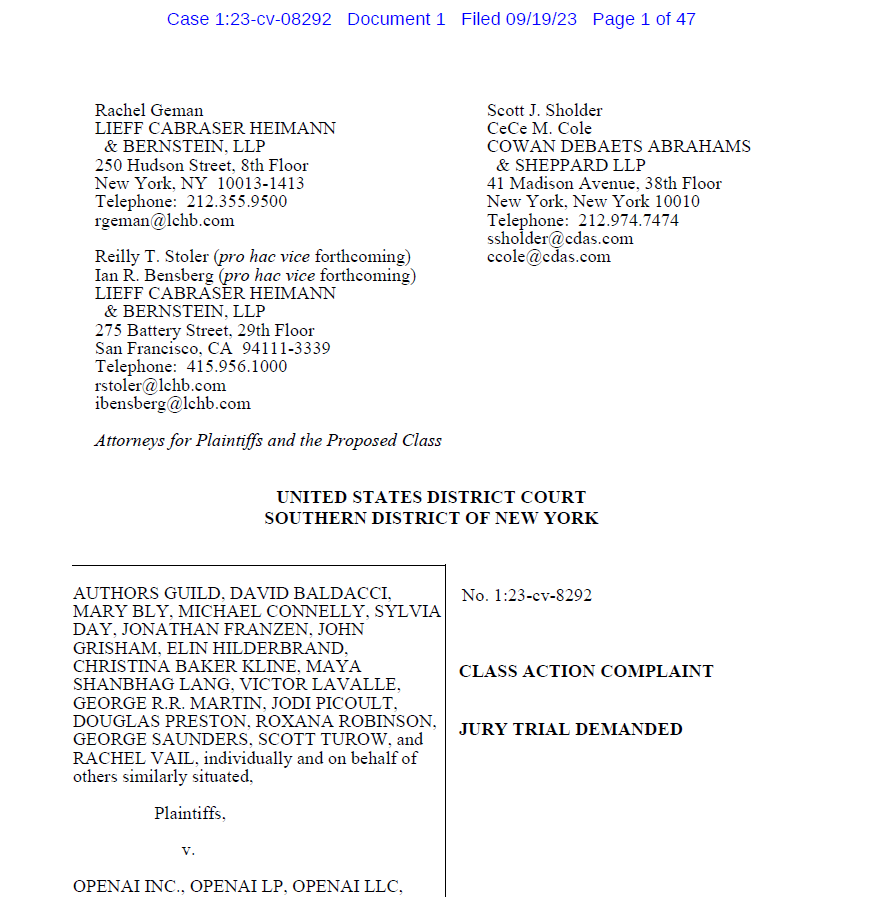 Case 1:23-cv-08292 Document 1 Filed 09/19/23 Page 1 of 47
Rachel Geman
LIEFF CABRASER HEIMANN
& BERNSTEIN, LLP
250 Hudson Street, 8th Floor
New York, NY 10013-1413
Telephone: 212.355.9500
rgeman@lchb.com
Reilly T. Stoler (pro hac vice forthcoming)
Ian R. Bensberg (pro hac vice forthcoming)
LIEFF CABRASER HEIMANN
& BERNSTEIN, LLP
275 Battery Street, 29th Floor
San Francisco, CA 94111-3339
Telephone: 415.956.1000
rstoler@lchb.com
ibensberg@lchb.com
Attorneys for Plaintiffs and the Proposed Class
Scott J. Sholder
CeCe M. Cole
COWAN DEBAETS ABRAHAMS
& SHEPPARD LLP
41 Madison Avenue, 38th Floor
New York, New York 10010
Telephone: 212.974.7474
ssholder@cdas.com
ccole@cdas.com
UNITED STATES DISTRICT COURT
SOUTHERN DISTRICT OF NEW YORK
AUTHORS GUILD, DAVID BALDACCI,
MARY BLY, MICHAEL CONNELLY, SYLVIA
DAY, JONATHAN FRANZEN, JOHN
GRISHAM, ELIN HILDERBRAND,
CHRISTINA BAKER KLINE, MAYA
SHANBHAG LANG, VICTOR LAVALLE,
GEORGE R.R. MARTIN, JODI PICOULT,
DOUGLAS PRESTON, ROXANA ROBINSON,
GEORGE SAUNDERS, SCOTT TUROW, and
RACHEL VAIL, individually and on behalf of
others similarly situated,
Plaintiffs,
v.
OPENAI INC., OPENAI LP, OPENAI LLC,
No. 1:23-cv-8292
CLASS ACTION COMPLAINT
JURY TRIAL DEMANDED